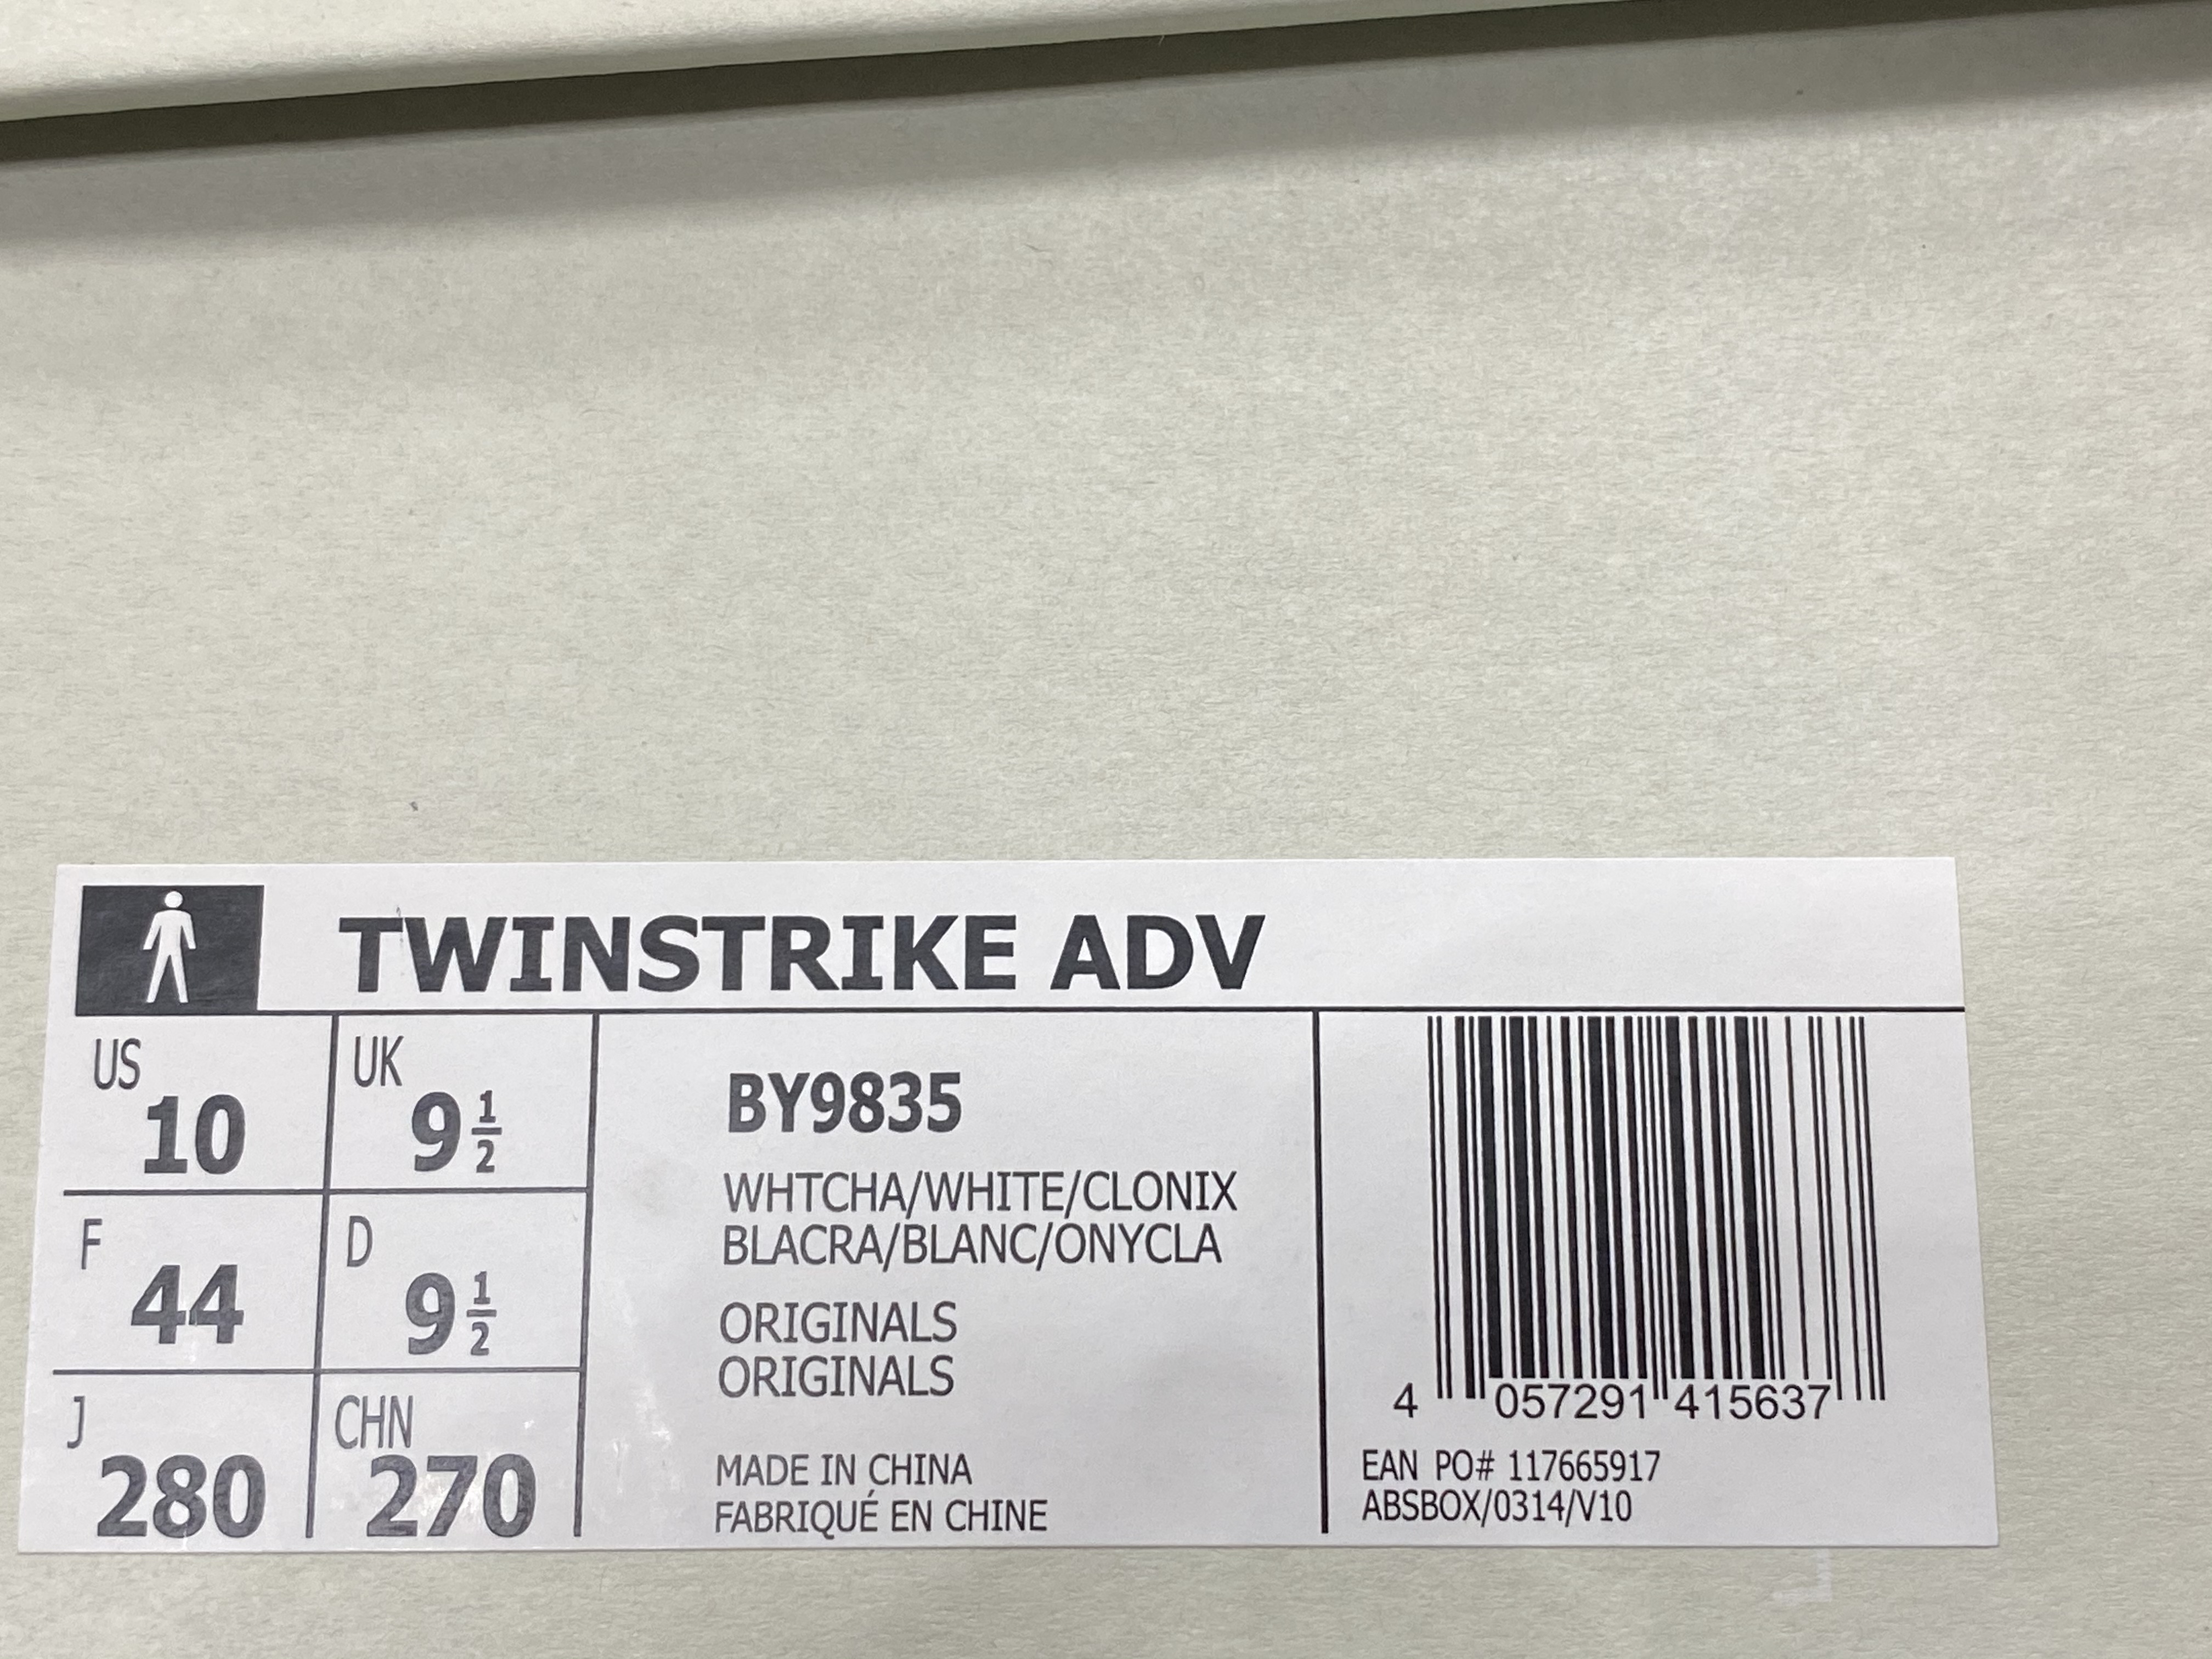 TWINSTRIKE ADV
US 10
UK 9 1/2
F 44
D 9 1/2
J 280
CHN 270
BY9835
WHTCHA/WHITE/CLONIX
BLACRA/BLANC/ONYCLA
ORIGINALS
ORIGINALS
MADE IN CHINA
FABRIQUÉ EN CHINE
4 057291 415637
EAN PO# 117665917
ABSBOX/0314/V10